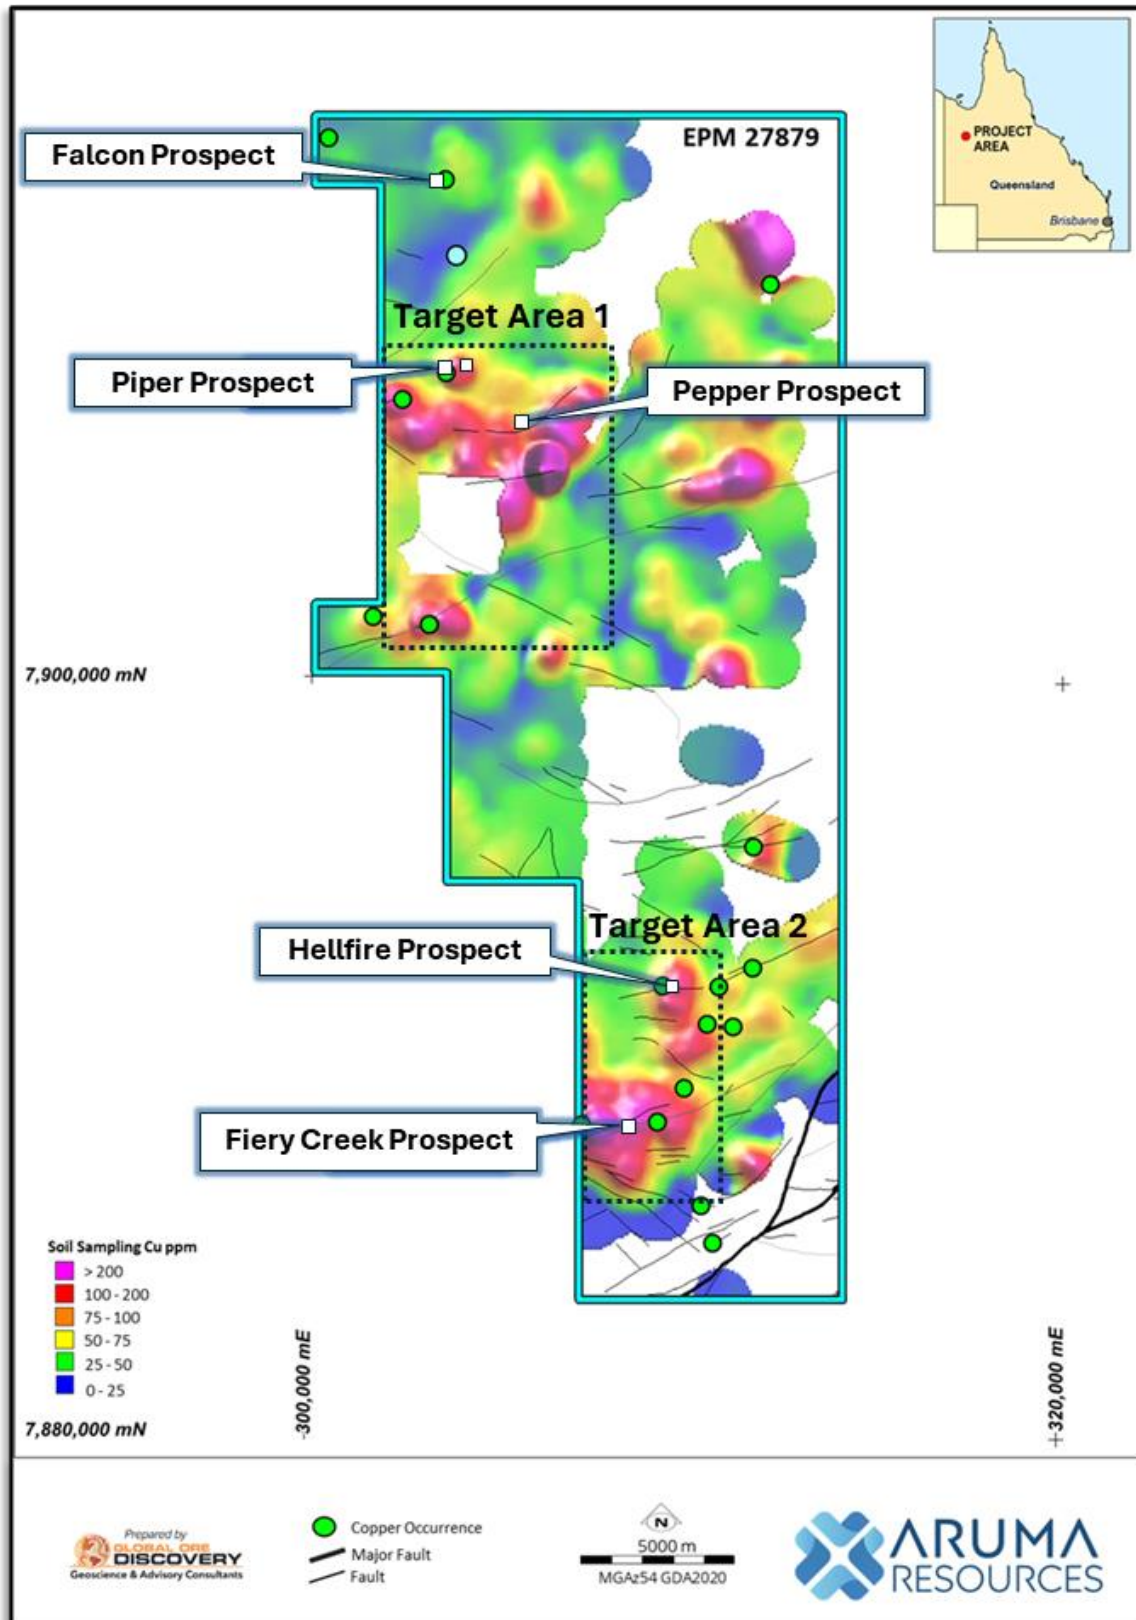 EPM 27879
PROJECT
AREA
Queensland
Brisbane
Falcon Prospect
Target Area 1
Piper Prospect
Pepper Prospect
7,900,000 mN
Target Area 2
Hellfire Prospect
Fiery Creek Prospect
Soil Sampling Cu ppm
> 200
100 - 200
75 - 100
50 - 75
25 - 50
0 - 25
300,000 mE
320,000 mE
7,880,000 mN
Prepared by
GLOBAL ORE
DISCOVERY
Geoscience & Advisory Consultants
Copper Occurrence
Major Fault
Fault
N
5000 m
MGAz54 GDA2020
ARUMA
RESOURCES